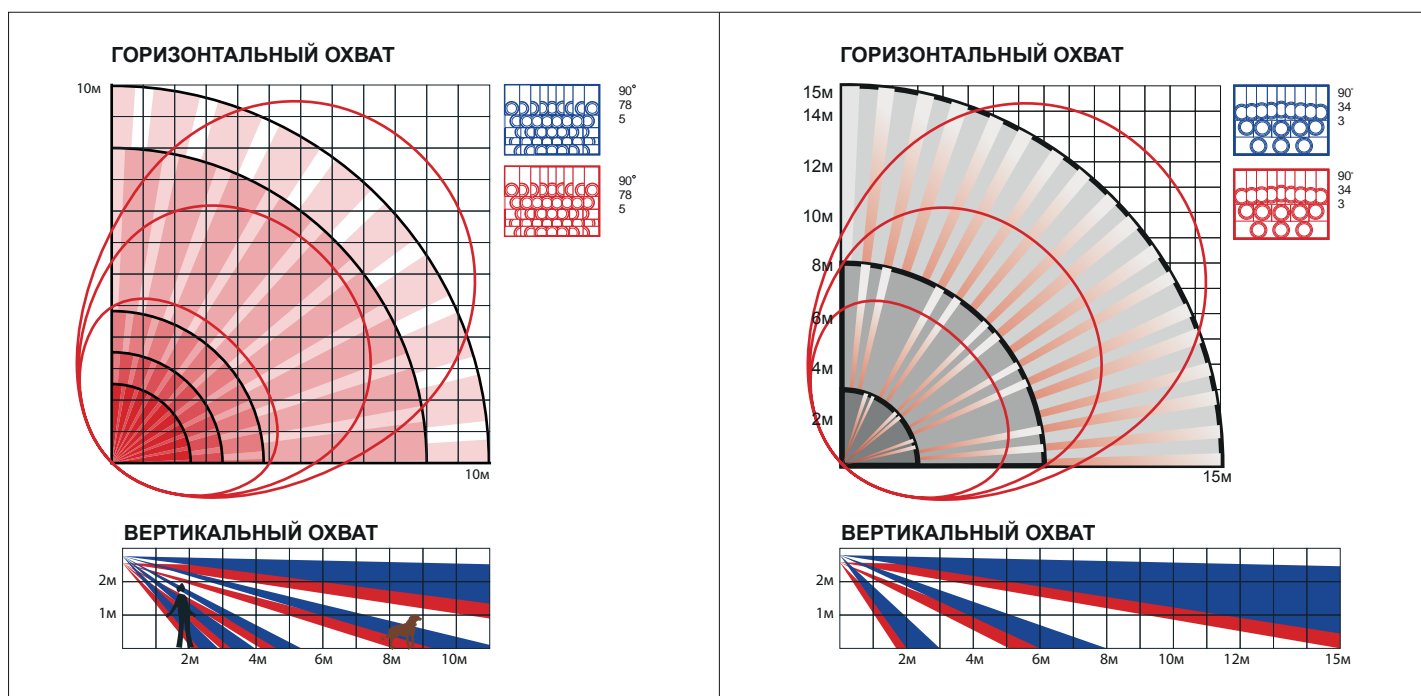 ГОРИЗОНТАЛЬНЫЙ ОХВАТ
10м
90°
78
5
90°
78
5
10м
ВЕРТИКАЛЬНЫЙ ОХВАТ
2м
1м
2м 4м 6м 8м 10м
ГОРИЗОНТАЛЬНЫЙ ОХВАТ
15м
14м
12м
10м
8м
6м
4м
2м
90°
34
3
90°
34
3
15м
ВЕРТИКАЛЬНЫЙ ОХВАТ
2м
1м
2м 4м 6м 8м 10м 12м 15м